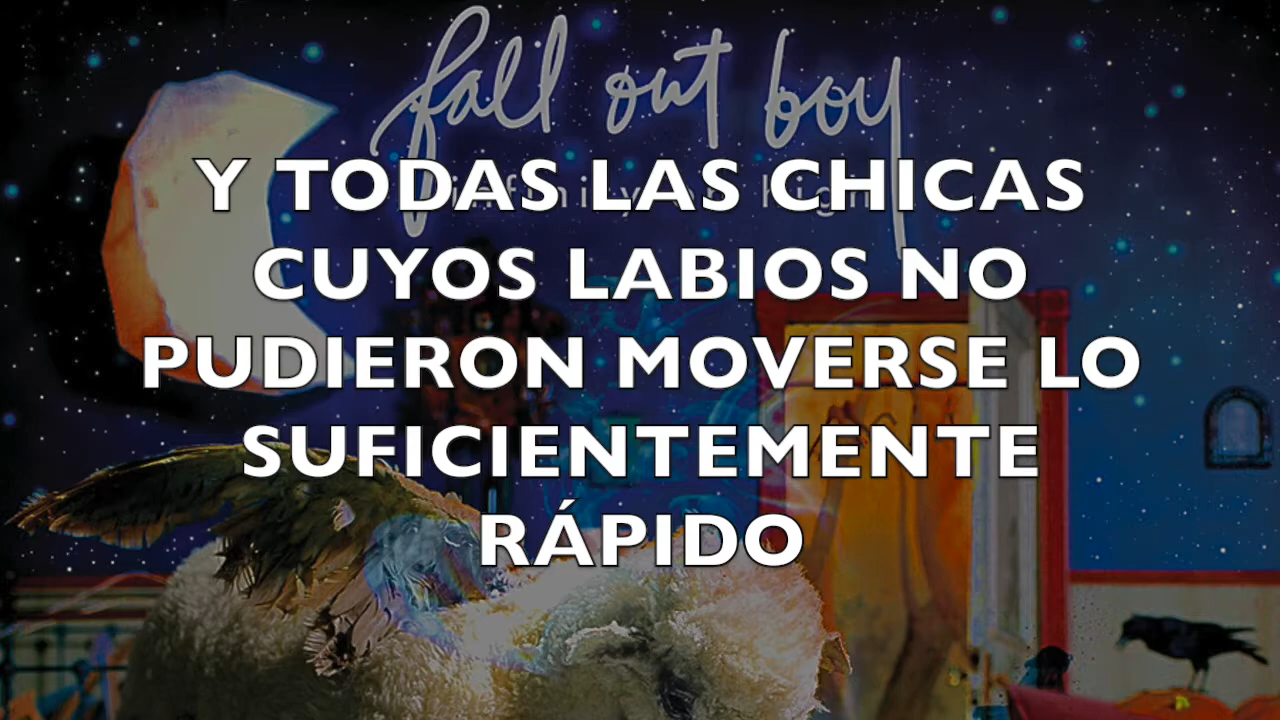 fall out boy
Y TODAS LAS CHICAS
CUYOS LABIOS NO
PUDIERON MOVERSE LO
SUFICIENTEMENTE
RÁPIDO